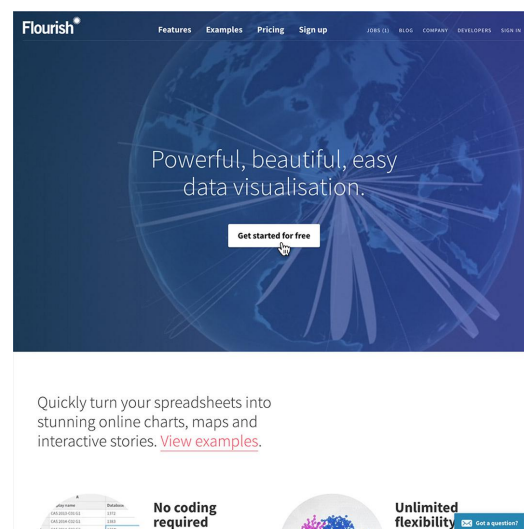 Flourish
Features Examples Pricing Sign up JOBS (1) BLOG COMPANY DEVELOPERS SIGN IN
Powerful, beautiful, easy
data visualisation.
Get started for free
Quickly turn your spreadsheets into
stunning online charts, maps and
interactive stories. View examples.
No coding
required
Unlimited
flexibility
Got a question?